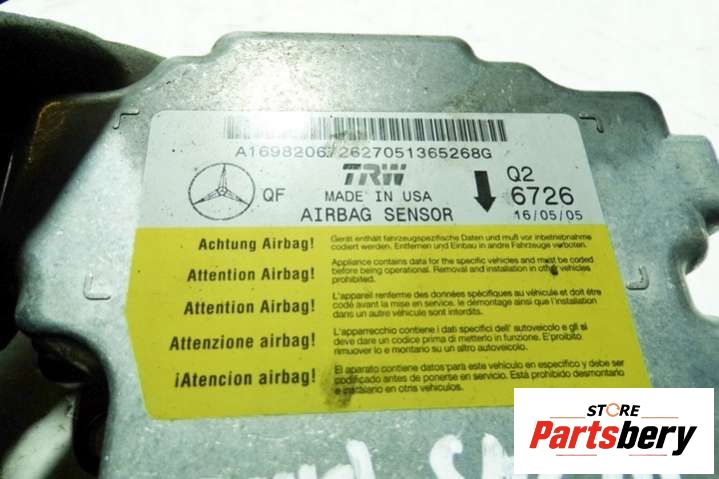 A169820672627051365268G
TRW
QF
MADE IN USA
AIRBAG SENSOR
Q2
6726
16/05/05
Achtung Airbag!
Gerät enthält fahrzeugspezifische Daten und muß vor Inbetriebnahme
codiert werden. Entfernen und Einbau in andere Fahrzeuge verboten.
Attention Airbag!
Appliance contains data for the specific vehicles and must be coded
before being operational. Removal and installation in other vehicles
prohibited.
Attention Airbag!
L'appareil renferme des données spécifiques au véhicule et doit être
codé avant la mise en service. le démontage ainsi que l'installation
dans un autre véhicule sont interdits.
Attenzione airbag!
L'apparrecchio contiene i dati specifici dell' autoveicolo e gli si
deve dare un codice prima di metterlo in funzione. E'proibito
rimuover lo e montario su un altro autoveicolo.
¡Atencion airbag!
El aparato contiene datos para este vehículo en específico y debe ser
codificado antes de ponerse en servicio. Está prohibido desmontarlo
e instalarlo en otros vehículos.
STORE
Partsbery